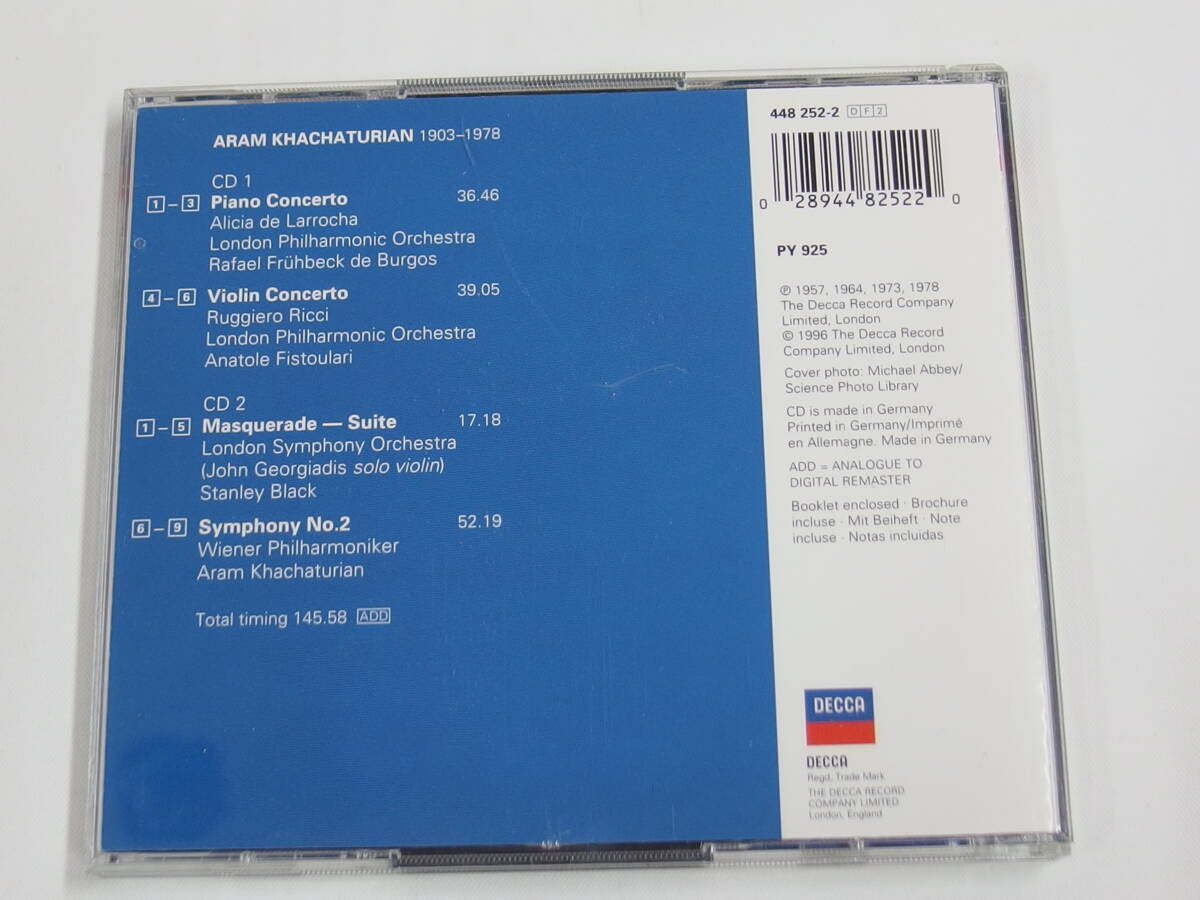 ARAM KHACHATURIAN 1903–1978
CD 1
1 – 3 Piano Concerto 36.46
Alicia de Larrocha
London Philharmonic Orchestra
Rafael Frühbeck de Burgos
4 – 6 Violin Concerto 39.05
Ruggiero Ricci
London Philharmonic Orchestra
Anatole Fistoulari
CD 2
1 – 5 Masquerade — Suite 17.18
London Symphony Orchestra
(John Georgiadis solo violin)
Stanley Black
6 – 9 Symphony No.2 52.19
Wiener Philharmoniker
Aram Khachaturian
Total timing 145.58 ADD
448 252-2 DF2
0 28944 82522 0
PY 925
℗ 1957, 1964, 1973, 1978
The Decca Record Company
Limited, London
© 1996 The Decca Record
Company Limited, London
Cover photo: Michael Abbey/
Science Photo Library
CD is made in Germany
Printed in Germany/Imprimé
en Allemagne. Made in Germany
ADD = ANALOGUE TO
DIGITAL REMASTER
Booklet enclosed · Brochure
incluse · Mit Beiheft · Note
incluse · Notas incluidas
DECCA
DECCA
Regd. Trade Mark
THE DECCA RECORD
COMPANY LIMITED
London, England